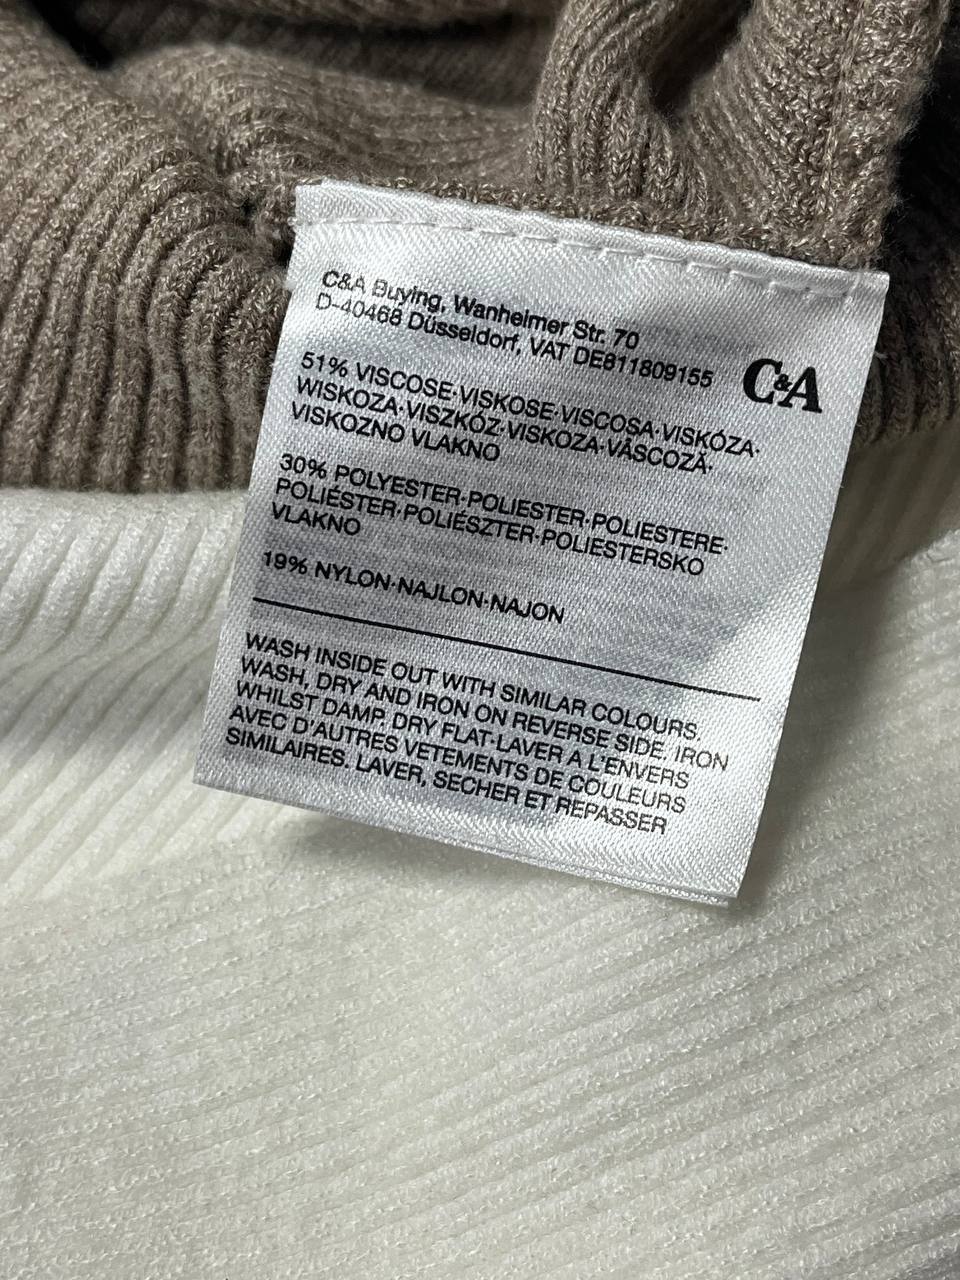 C&A Buying, Wanheimer Str. 70
D-40468 Düsseldorf, VAT DE811809155
C&A
51% VISCOSE·VISKOSE·VISCOSA·VISKÓZA·
WISKOZA·VISZKÓZ·VISKOZA·VÂSCOZĂ·
VISKOZNO VLAKNO
30% POLYESTER·POLIESTER·POLIESTERE·
POLIÉSTER·POLIÉSZTER·POLIESTERSKO
VLAKNO
19% NYLON·NAJLON·NAJON
WASH INSIDE OUT WITH SIMILAR COLOURS.
WASH, DRY AND IRON ON REVERSE SIDE. IRON
WHILST DAMP. DRY FLAT·LAVER A L'ENVERS
AVEC D'AUTRES VETEMENTS DE COULEURS
SIMILAIRES. LAVER, SECHER ET REPASSER